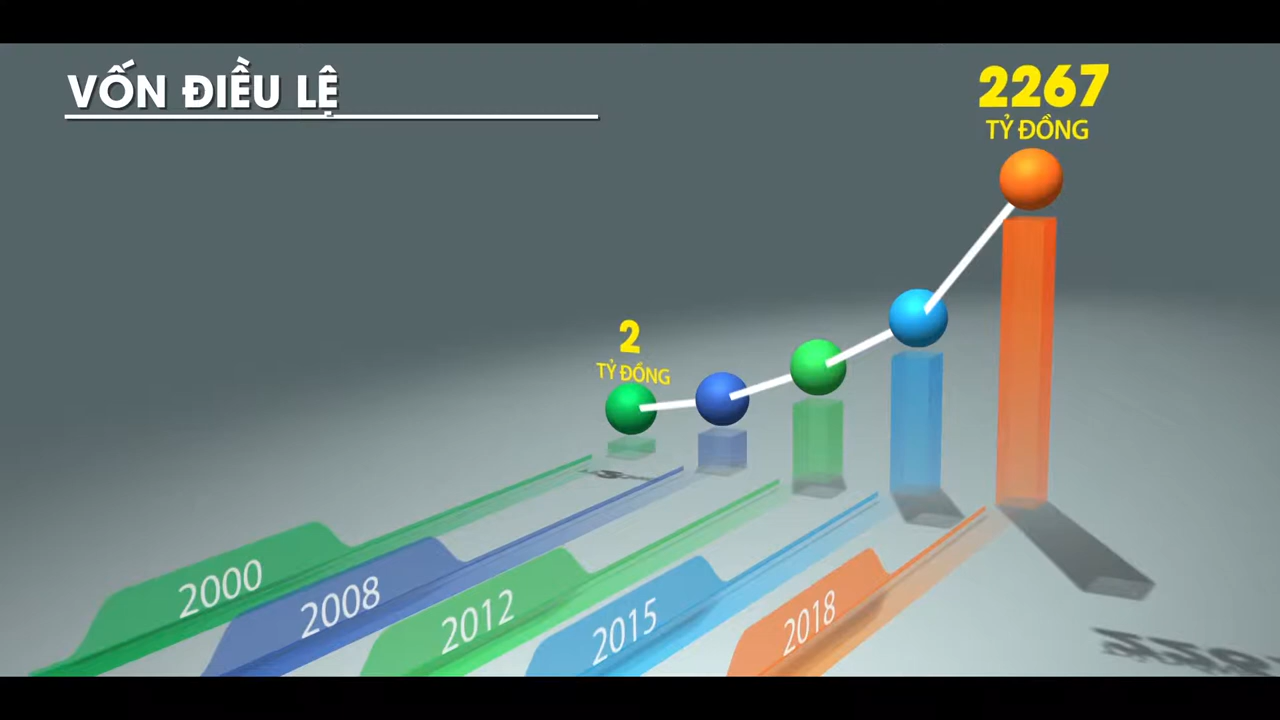 VỐN ĐIỀU LỆ
2267
TỶ ĐỒNG
2
TỶ ĐỒNG
2000
2008
2012
2015
2018